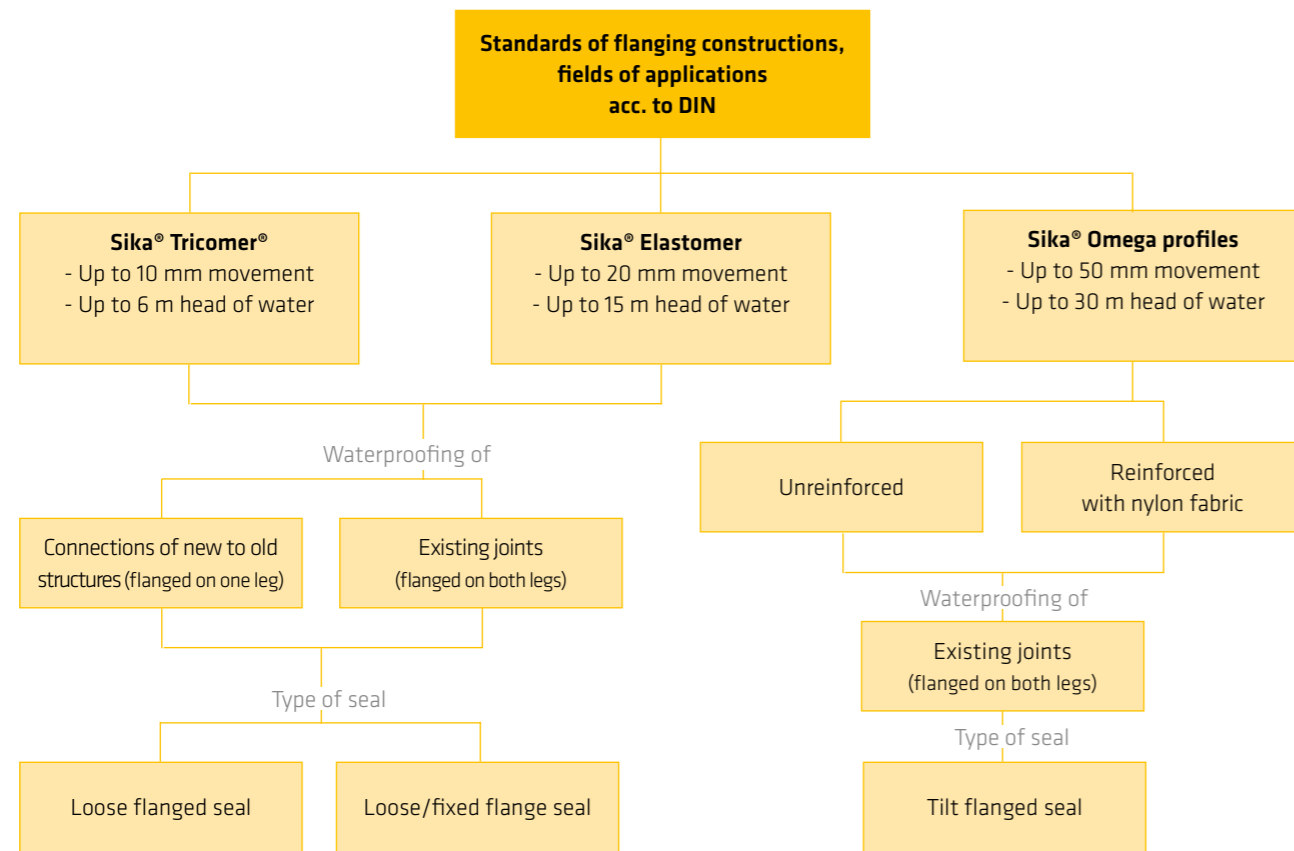 Standards of flanging constructions,
fields of applications
acc. to DIN
Sika® Tricomer®
- Up to 10 mm movement
- Up to 6 m head of water
Sika® Elastomer
- Up to 20 mm movement
- Up to 15 m head of water
Sika® Omega profiles
- Up to 50 mm movement
- Up to 30 m head of water
Waterproofing of
Connections of new to old
structures (flanged on one leg)
Existing joints
(flanged on both legs)
Type of seal
Loose flanged seal
Loose/fixed flange seal
Unreinforced
Reinforced
with nylon fabric
Waterproofing of
Existing joints
(flanged on both legs)
Type of seal
Tilt flanged seal